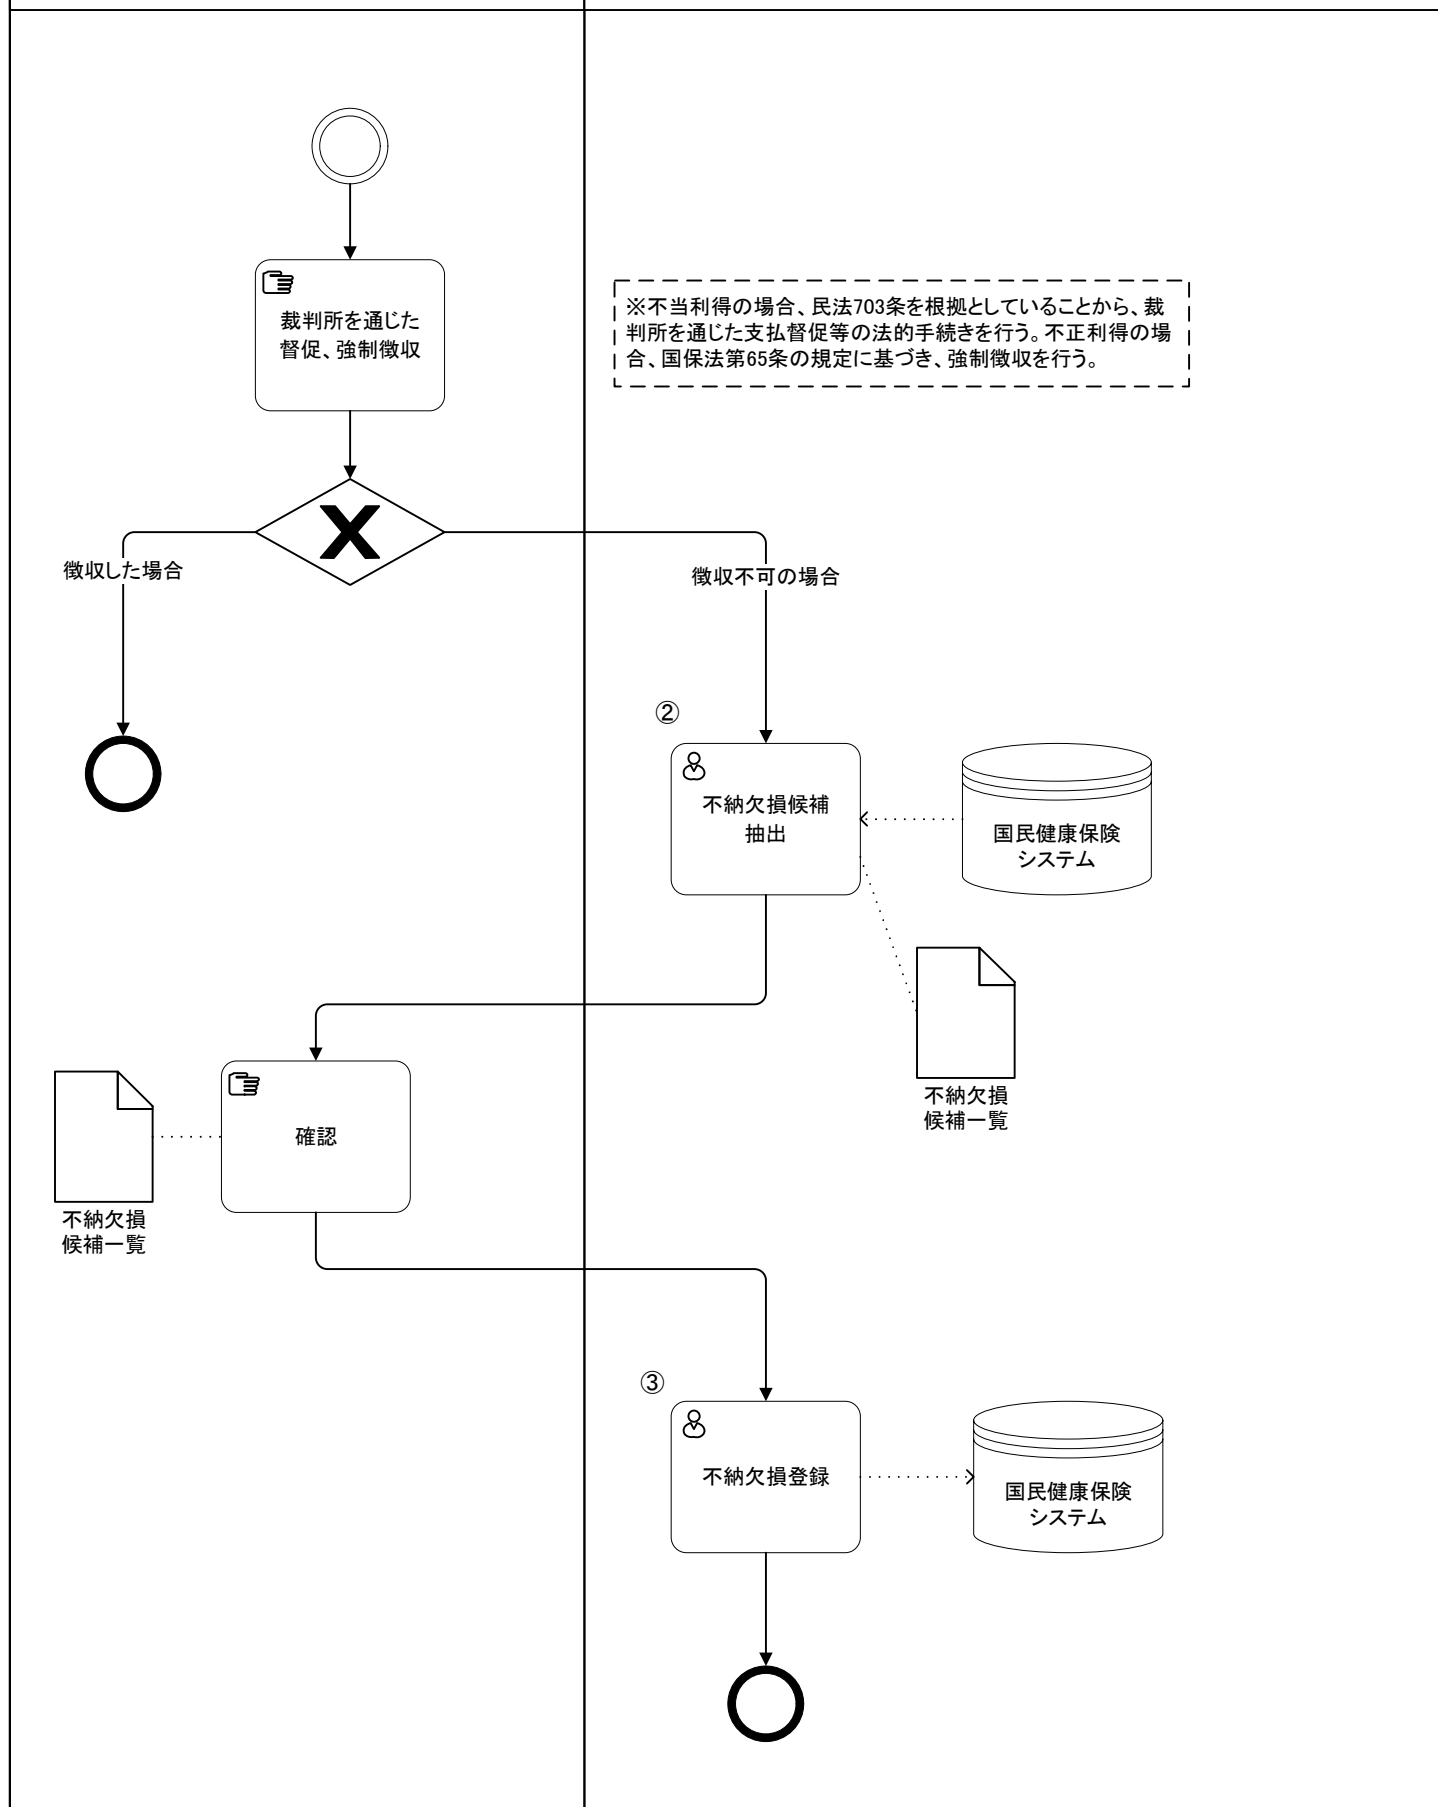 裁判所を通じた
督促、強制徴収
※不当利得の場合、民法703条を根拠としていることから、裁
判所を通じた支払督促等の法的手続きを行う。不正利得の場
合、国保法第65条の規定に基づき、強制徴収を行う。
徴収した場合
徴収不可の場合
②
不納欠損候補
抽出
国民健康保険
システム
不納欠損
候補一覧
確認
不納欠損
候補一覧
③
不納欠損登録
国民健康保険
システム